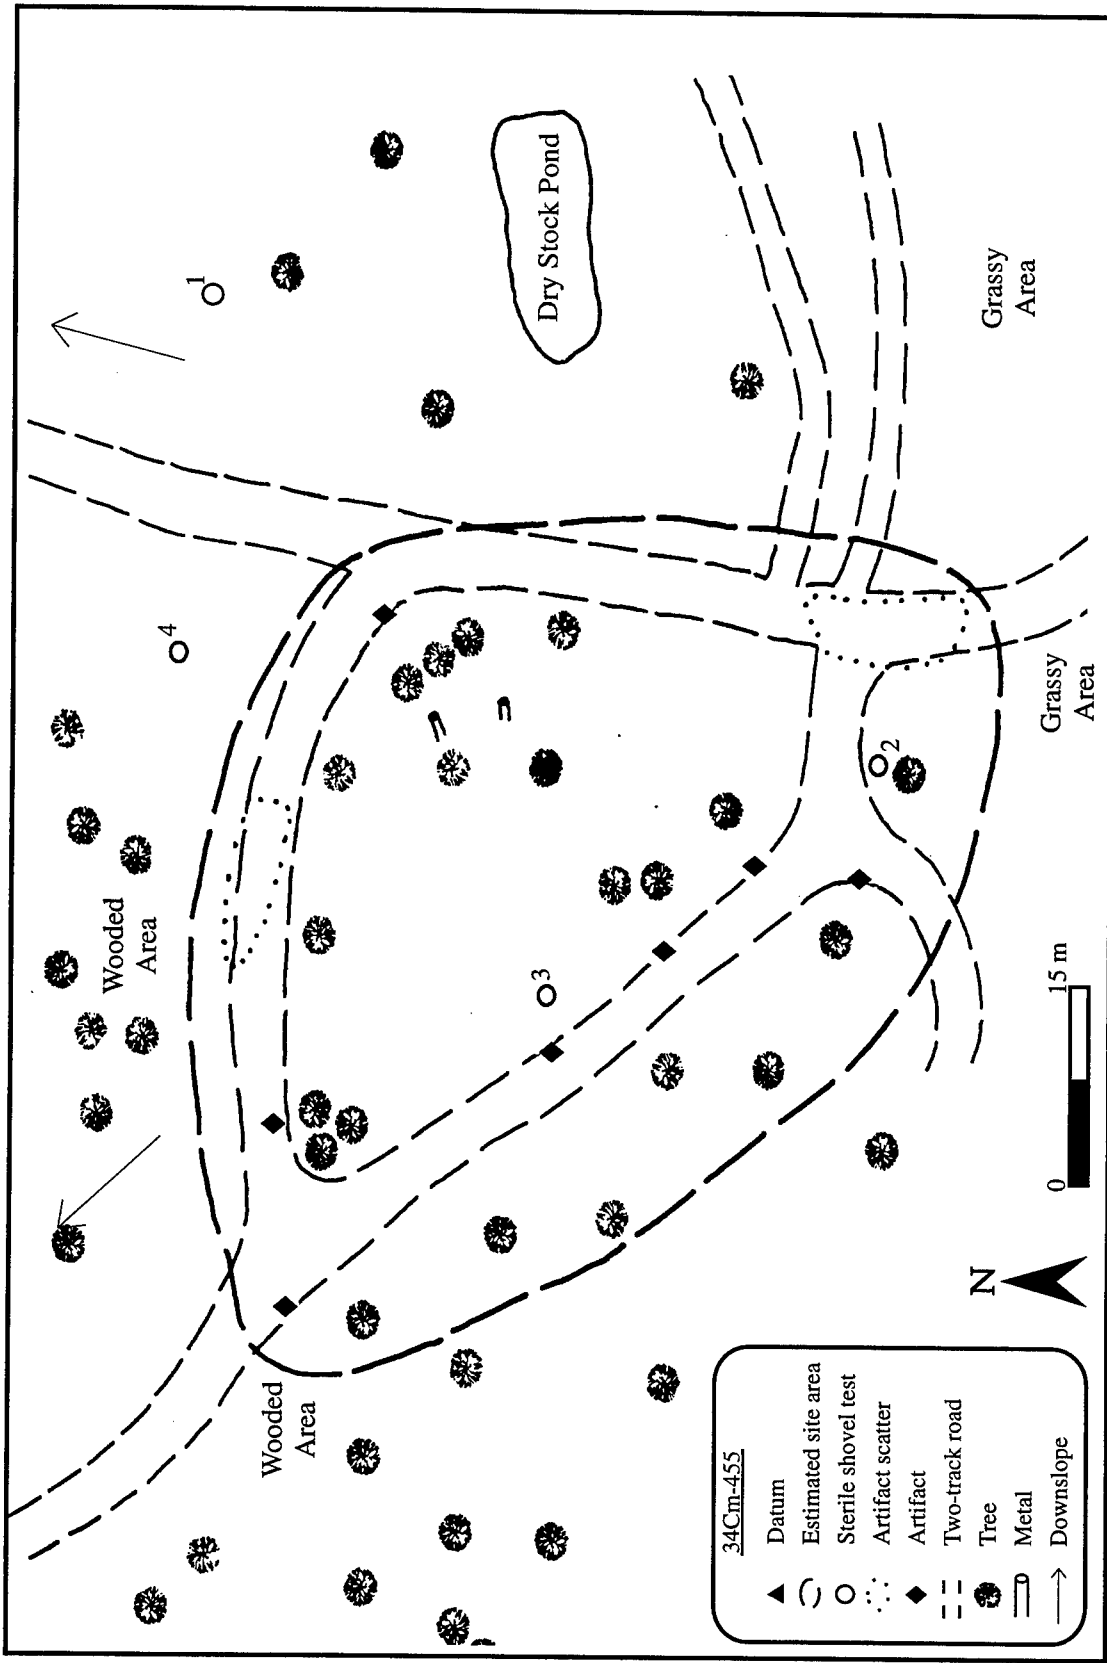 1
Dry Stock Pond
4
Grassy
Area
Wooded
Area
Grassy
Area
2
3
Wooded
Area
0
15 m
N
34Cm-455
Datum
Estimated site area
Sterile shovel test
Artifact scatter
Artifact
Two-track road
Tree
Metal
Downslope